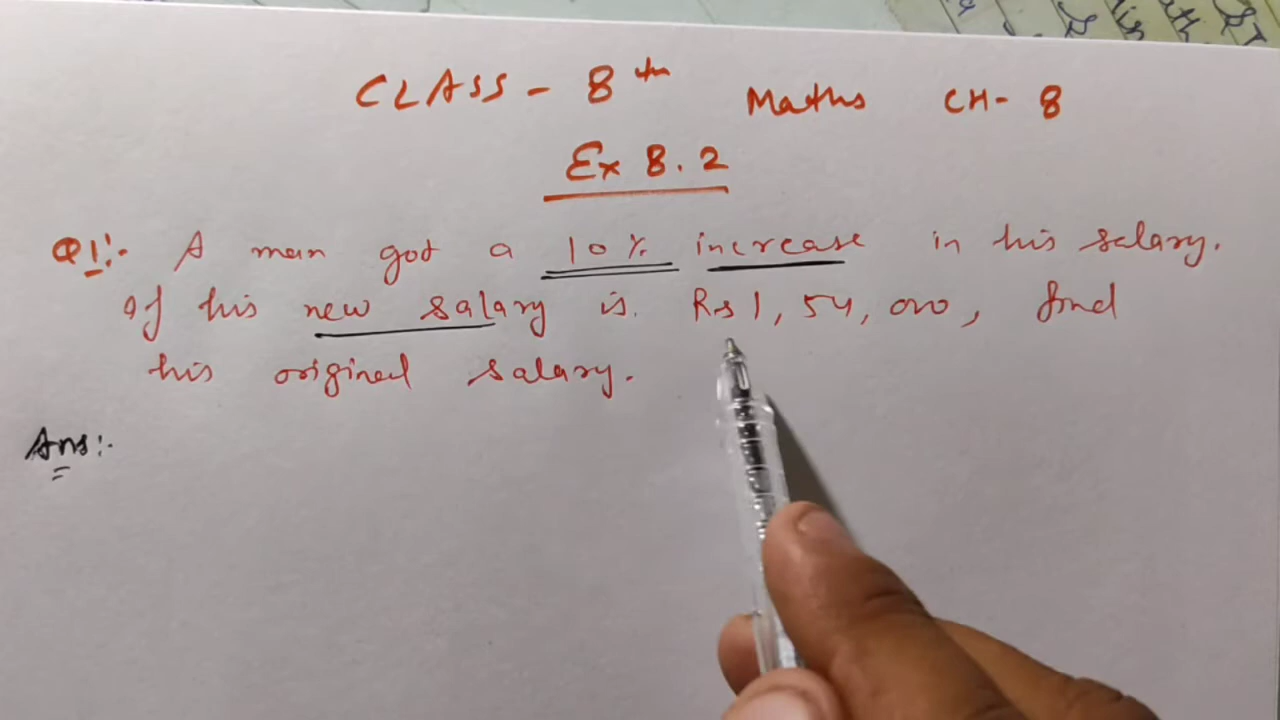 CLASS - 8th Maths CH- 8
Ex 8.2
Q1:- A man got a 10% increase in his salary.
If his new salary is. Rs 1, 54, 000, find
his original salary.
Ans:-